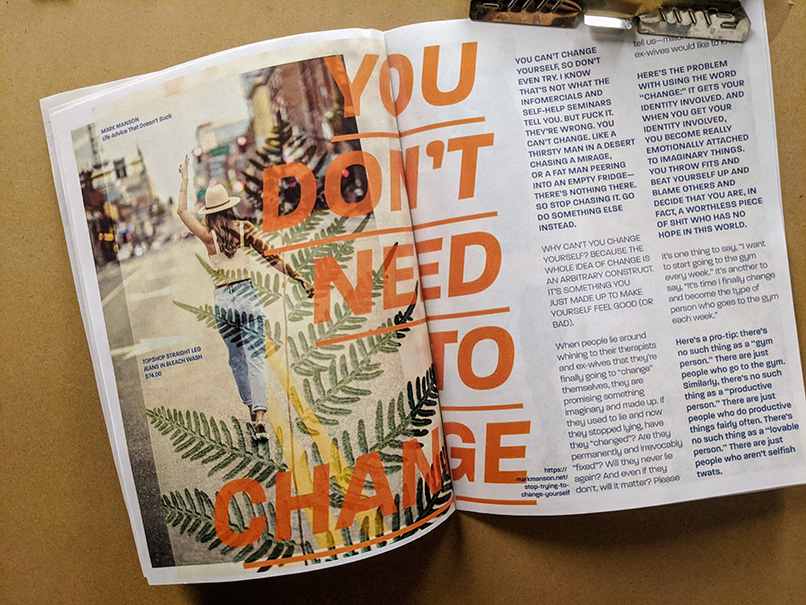 MARK MANSON
Life Advice That Doesn't Suck
YOU
DON'T
NEED
TO
CHANGE
TOPSHOP STRAIGHT LEG
JEANS IN BLEACH WASH
$74.00
YOU CAN'T CHANGE
YOURSELF, SO DON'T
EVEN TRY. I KNOW
THAT'S NOT WHAT THE
INFOMERCIALS AND
SELF-HELP SEMINARS
TELL YOU. BUT FUCK IT.
THEY'RE WRONG. YOU
CAN'T CHANGE. LIKE A
THIRSTY MAN IN A DESERT
CHASING A MIRAGE,
OR A FAT MAN PEERING
INTO AN EMPTY FRIDGE—
THERE'S NOTHING THERE.
SO STOP CHASING IT. GO
DO SOMETHING ELSE
INSTEAD.
WHY CAN'T YOU CHANGE
YOURSELF? BECAUSE THE
WHOLE IDEA OF CHANGE IS
AN ARBITRARY CONSTRUCT.
IT'S SOMETHING YOU
JUST MADE UP TO MAKE
YOURSELF FEEL GOOD (OR
BAD).
When people lie around
whining to their therapists
and ex-wives that they're
finally going to "change"
themselves, they are
promising something
imaginary and made up. If
they used to lie and now
they stopped lying, have
they "changed"? Are they
permanently and irrevocably
"fixed"? Will they never lie
again? And even if they
don't, will it matter? Please
https://
markmanson.net/
stop-trying-to-
change-yourself
tell us—
ex-wives would like to
HERE'S THE PROBLEM
WITH USING THE WORD
"CHANGE:" IT GETS YOUR
IDENTITY INVOLVED. AND
WHEN YOU GET YOUR
IDENTITY INVOLVED,
YOU BECOME REALLY
EMOTIONALLY ATTACHED
TO IMAGINARY THINGS.
YOU THROW FITS AND
BEAT YOURSELF UP AND
BLAME OTHERS AND
DECIDE THAT YOU ARE, IN
FACT, A WORTHLESS PIECE
OF SHIT WHO HAS NO
HOPE IN THIS WORLD.
It's one thing to say, "I want
to start going to the gym
every week." It's another to
say, "It's time I finally change
and become the type of
person who goes to the gym
each week."
Here's a pro-tip: there's
no such thing as a "gym
person." There are just
people who go to the gym.
Similarly, there's no such
thing as a "productive
person." There are just
people who do productive
things fairly often. There's
no such thing as a "lovable
person." There are just
people who aren't selfish
twats.